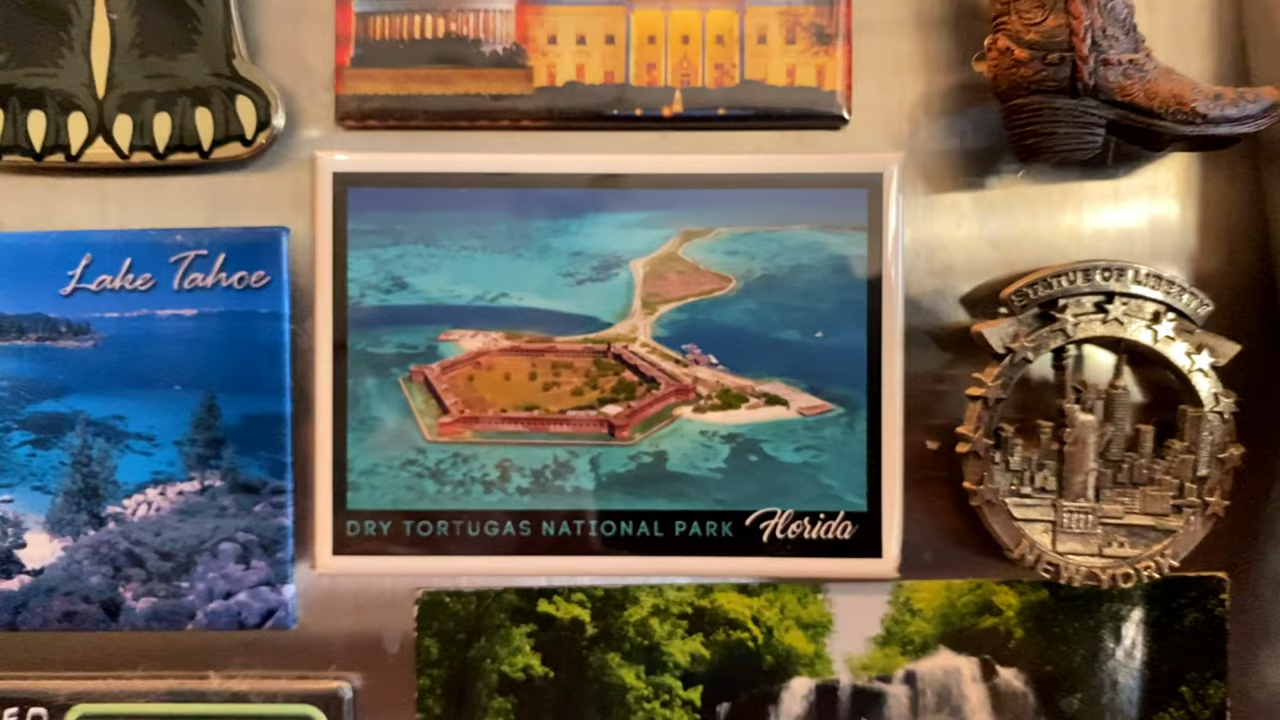 Lake Tahoe
STATUE OF LIBERTY
DRY TORTUGAS NATIONAL PARK Florida
NEW YORK